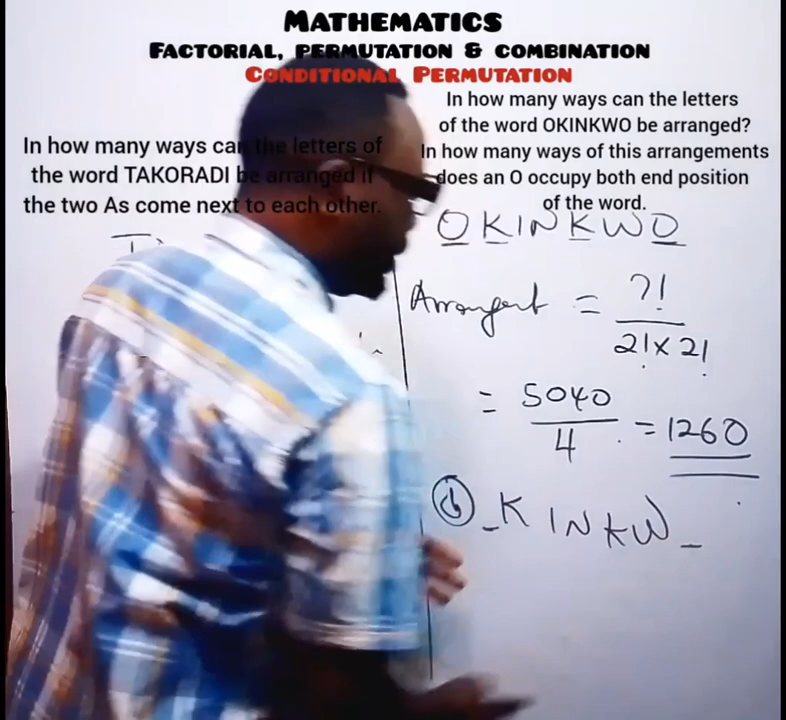 MATHEMATICS
FACTORIAL, PERMUTATION & COMBINATION
CONDITIONAL PERMUTATION
In how many ways can the letters of
the word TAKORADI be arranged if
the two As come next to each other.
In how many ways can the letters
of the word OKINKWO be arranged?
In how many ways of this arrangements
does an O occupy both end position
of the word.
OKINKWO
Arrangent = 7!
2! x 2!
= 5040
4
= 1260
(b) _KINKW_